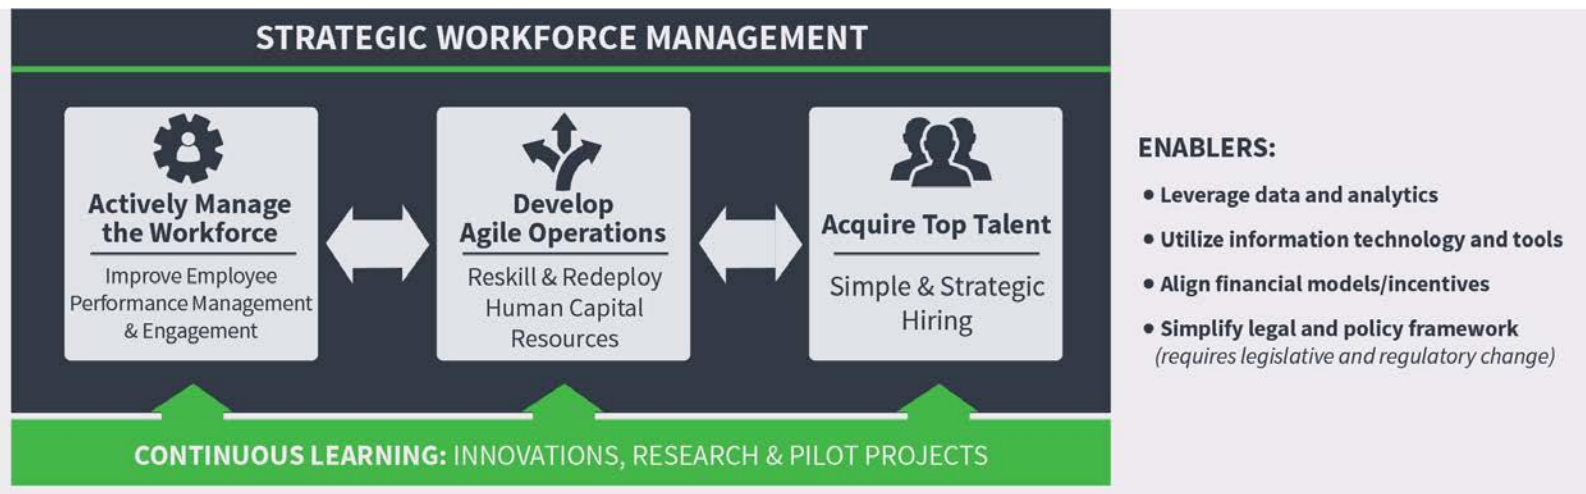 STRATEGIC WORKFORCE MANAGEMENT
Actively Manage
the Workforce
Improve Employee
Performance Management
& Engagement
Develop
Agile Operations
Reskill & Redeploy
Human Capital
Resources
Acquire Top Talent
Simple & Strategic
Hiring
CONTINUOUS LEARNING: INNOVATIONS, RESEARCH & PILOT PROJECTS
ENABLERS:
• Leverage data and analytics
• Utilize information technology and tools
• Align financial models/incentives
• Simplify legal and policy framework
(requires legislative and regulatory change)